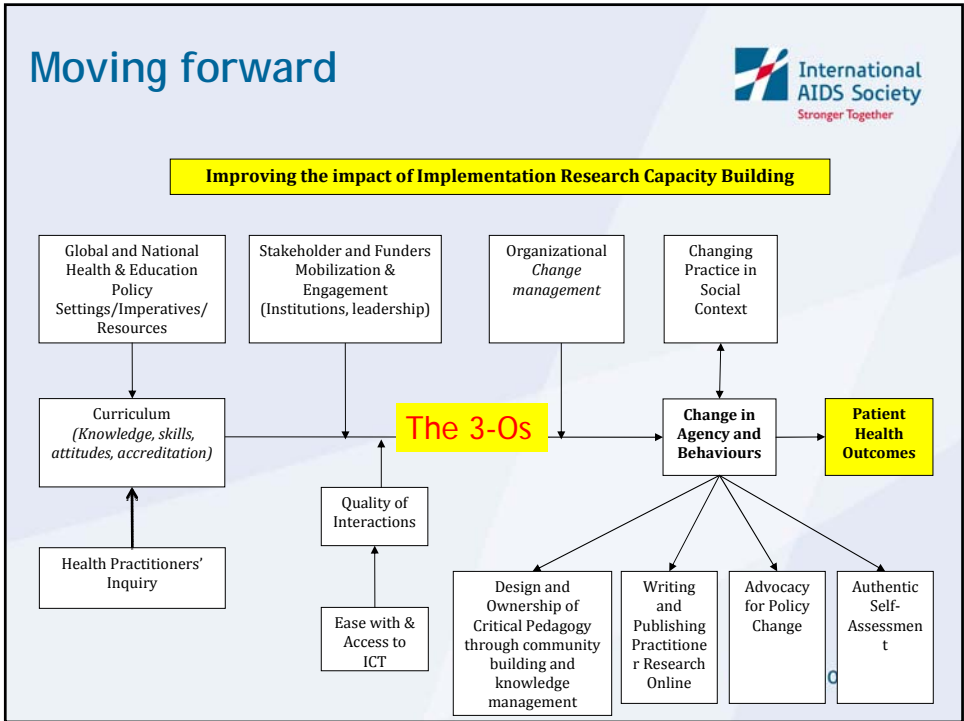 Moving forward
International
AIDS Society
Stronger Together
Improving the impact of Implementation Research Capacity Building
Global and National
Health & Education
Policy
Settings/Imperatives/
Resources
Stakeholder and Funders
Mobilization &
Engagement
(Institutions, leadership)
Organizational
Change
management
Changing
Practice in
Social
Context
Curriculum
(Knowledge, skills,
attitudes, accreditation)
The 3-Os
Change in
Agency and
Behaviours
Patient
Health
Outcomes
Quality of
Interactions
Health Practitioners’
Inquiry
Ease with &
Access to
ICT
Design and
Ownership of
Critical Pedagogy
through community
building and
knowledge
management
Writing
and
Publishing
Practitione
r Research
Online
Advocacy
for Policy
Change
Authentic
Self-
Assessmen
t